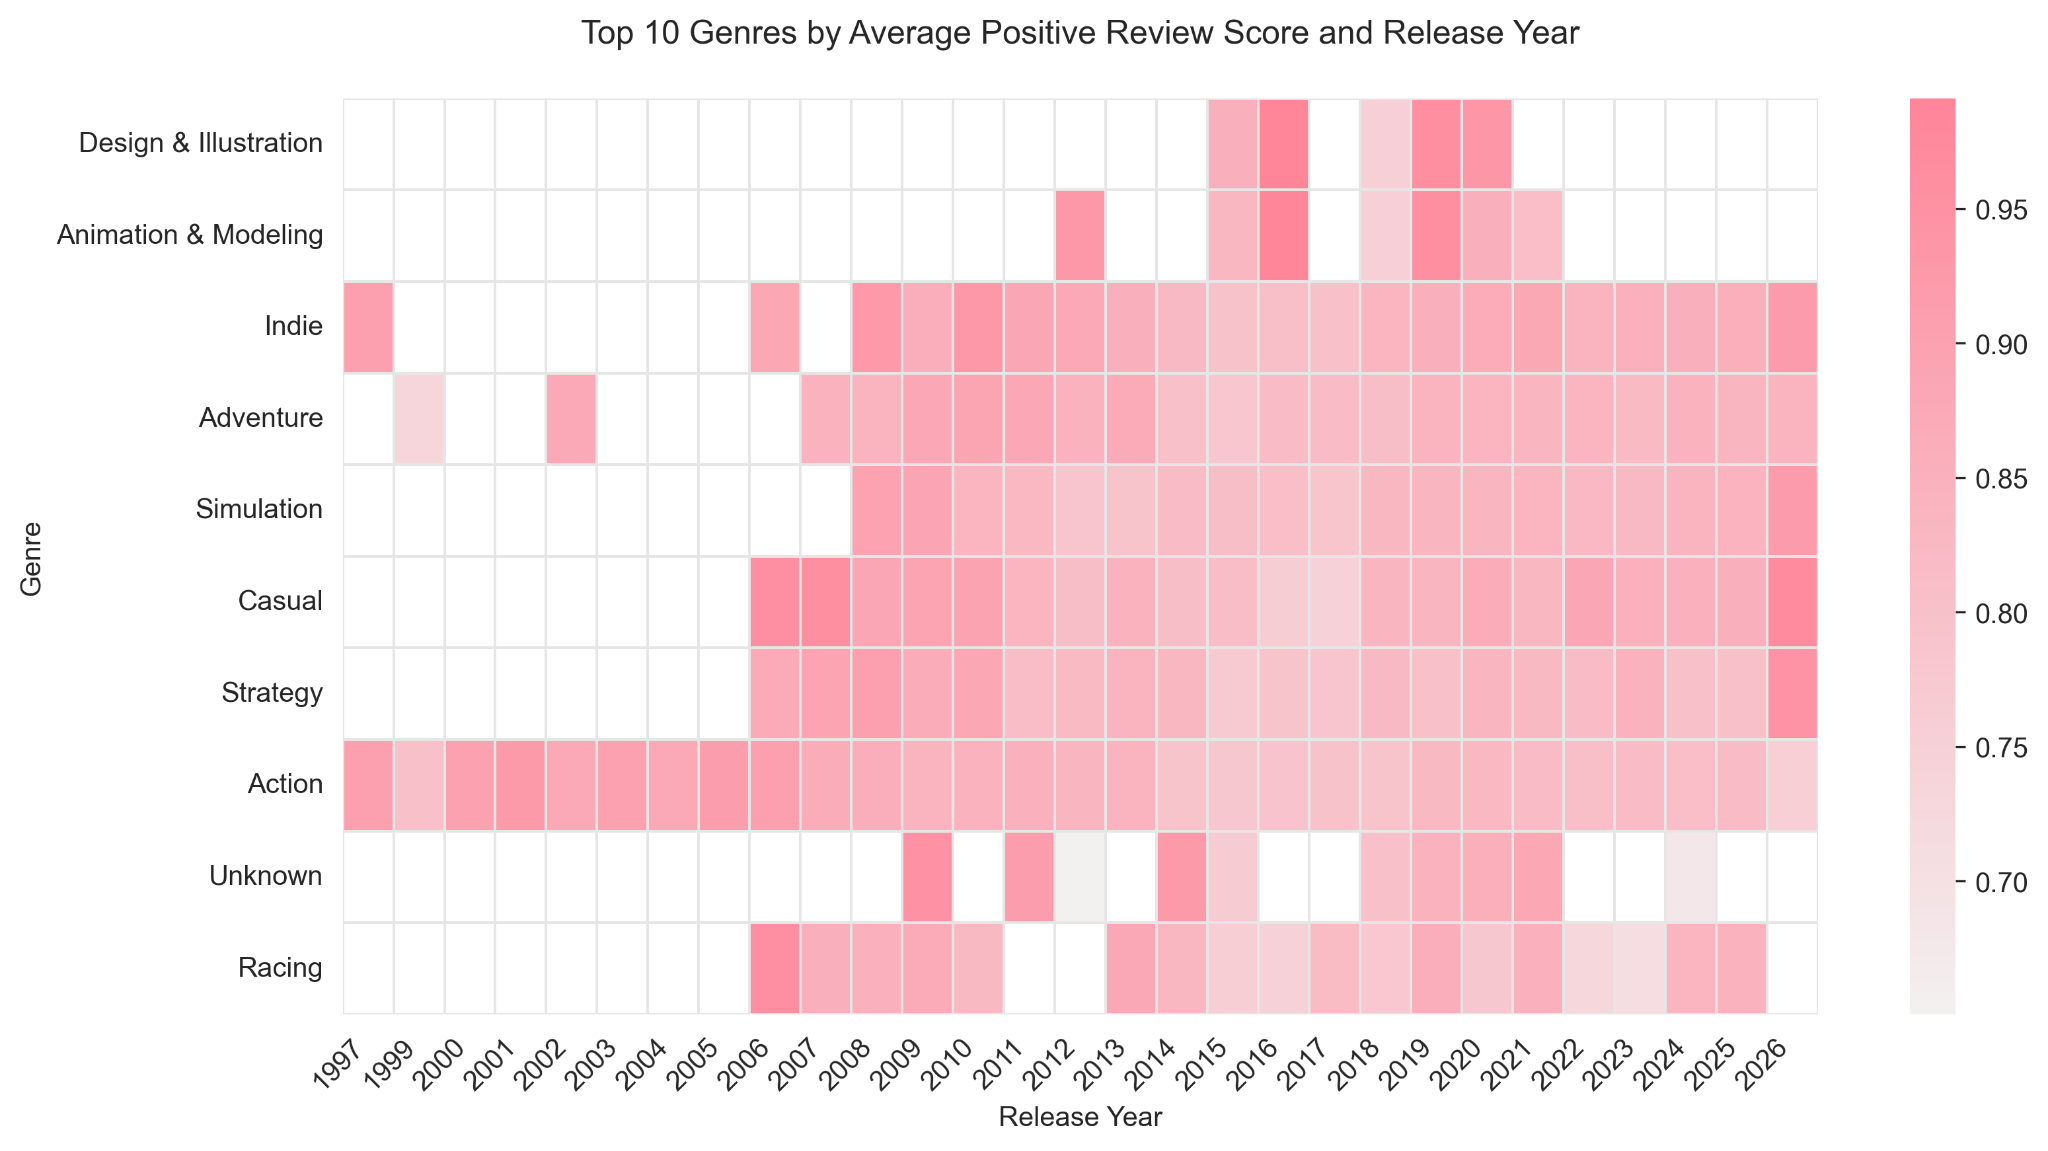 Top 10 Genres by Average Positive Review Score and Release Year
Genre
Design & Illustration
Animation & Modeling
Indie
Adventure
Simulation
Casual
Strategy
Action
Unknown
Racing
1997 1999 2000 2001 2002 2003 2004 2005 2006 2007 2008 2009 2010 2011 2012 2013 2014 2015 2016 2017 2018 2019 2020 2021 2022 2023 2024 2025 2026
Release Year
0.95
0.90
0.85
0.80
0.75
0.70